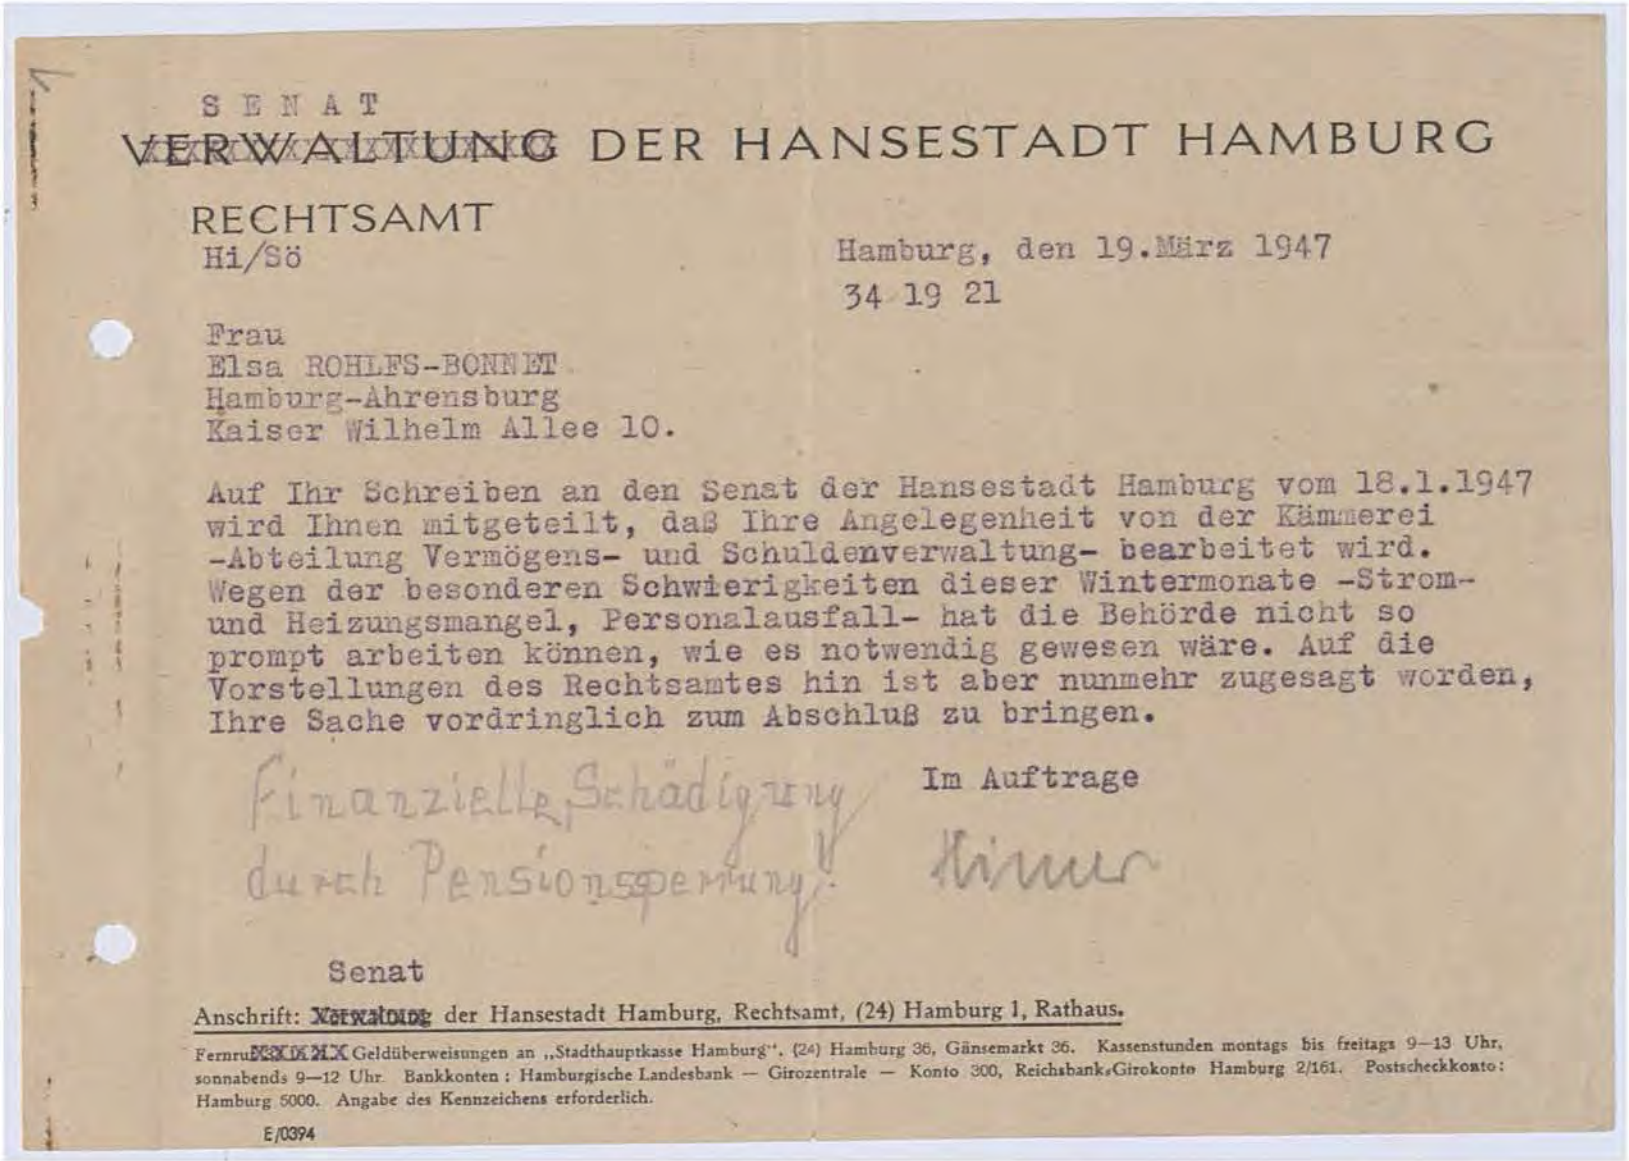 SENAT
VERWALTUNG DER HANSESTADT HAMBURG
RECHTSAMT
Hi/Sö
Hamburg, den 19.März 1947
34 19 21
Frau
Elsa ROHLFS-BONNET
Hamburg-Ahrensburg
Kaiser Wilhelm Allee 10.
Auf Ihr Schreiben an den Senat der Hansestadt Hamburg vom 18.1.1947
wird Ihnen mitgeteilt, daß Ihre Angelegenheit von der Kämmerei
-Abteilung Vermögens- und Schuldenverwaltung- bearbeitet wird.
Wegen der besonderen Schwierigkeiten dieser Wintermonate -Strom-
und Heizungsmangel, Personalausfall- hat die Behörde nicht so
prompt arbeiten können, wie es notwendig gewesen wäre. Auf die
Vorstellungen des Rechtsamtes hin ist aber nunmehr zugesagt worden,
Ihre Sache vordringlich zum Abschluß zu bringen.
Im Auftrage
Finanzielle Schädigung
durch Pensionssperrung!!
Senat
Anschrift: Verwaltung der Hansestadt Hamburg, Rechtsamt, (24) Hamburg 1, Rathaus.
Fernru Geldüberweisungen an „Stadthauptkasse Hamburg“, (24) Hamburg 36, Gänsemarkt 36. Kassenstunden montags bis freitags 9—13 Uhr,
sonnabends 9—12 Uhr. Bankkonten: Hamburgische Landesbank — Girozentrale — Konto 300, Reichsbank-Girokonto Hamburg 2/161. Postscheckkonto:
Hamburg 5000. Angabe des Kennzeichens erforderlich.
E/0394